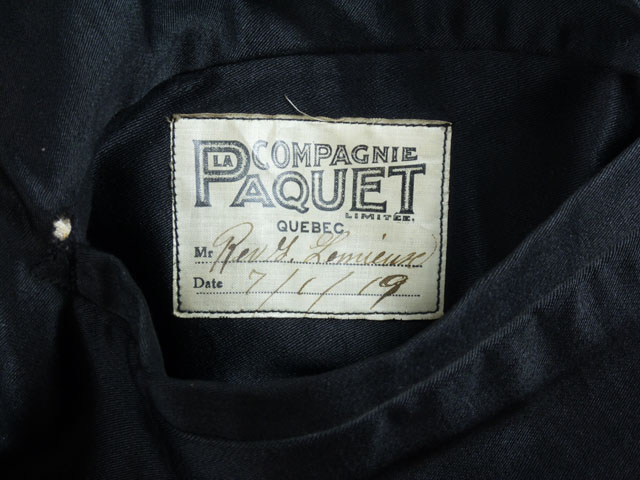 LA COMPAGNIE
PAQUET
LIMITÉE.
QUEBEC.
Mr Rev. J. Lemieux
Date 7/1/19